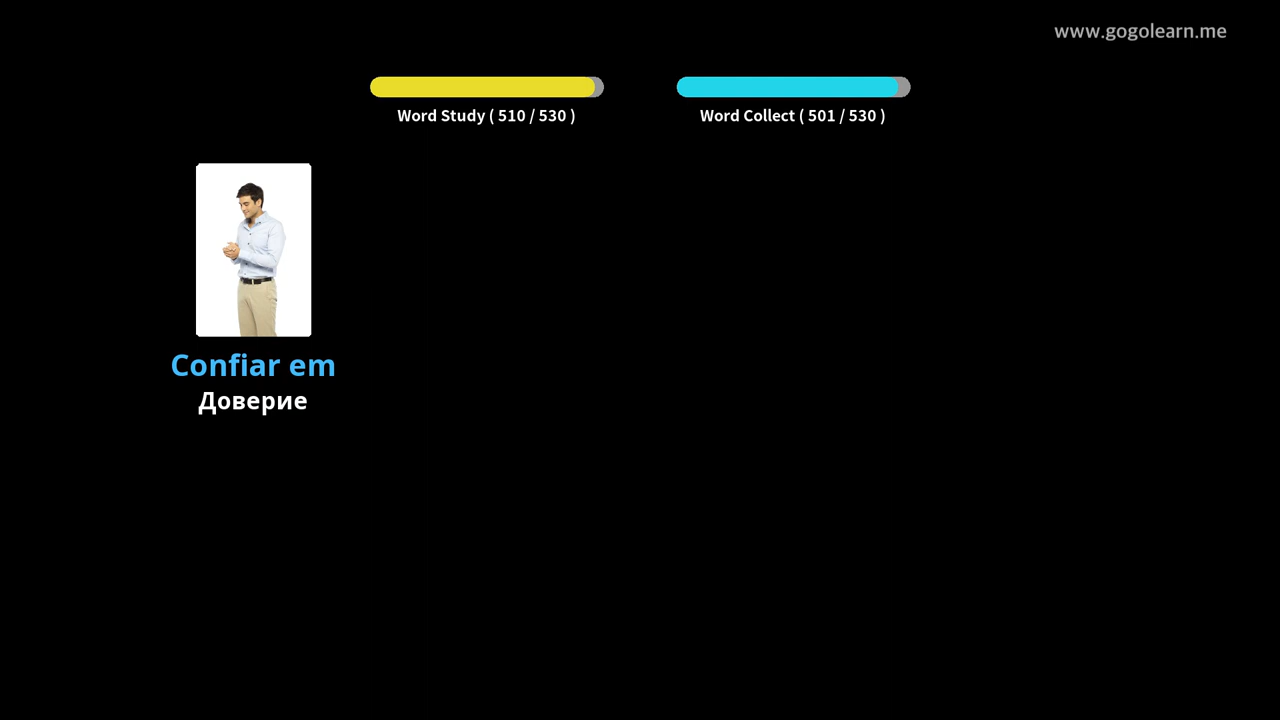 www.gogolearn.me
Word Study ( 510 / 530 )
Word Collect ( 501 / 530 )
Confiar em
Доверие